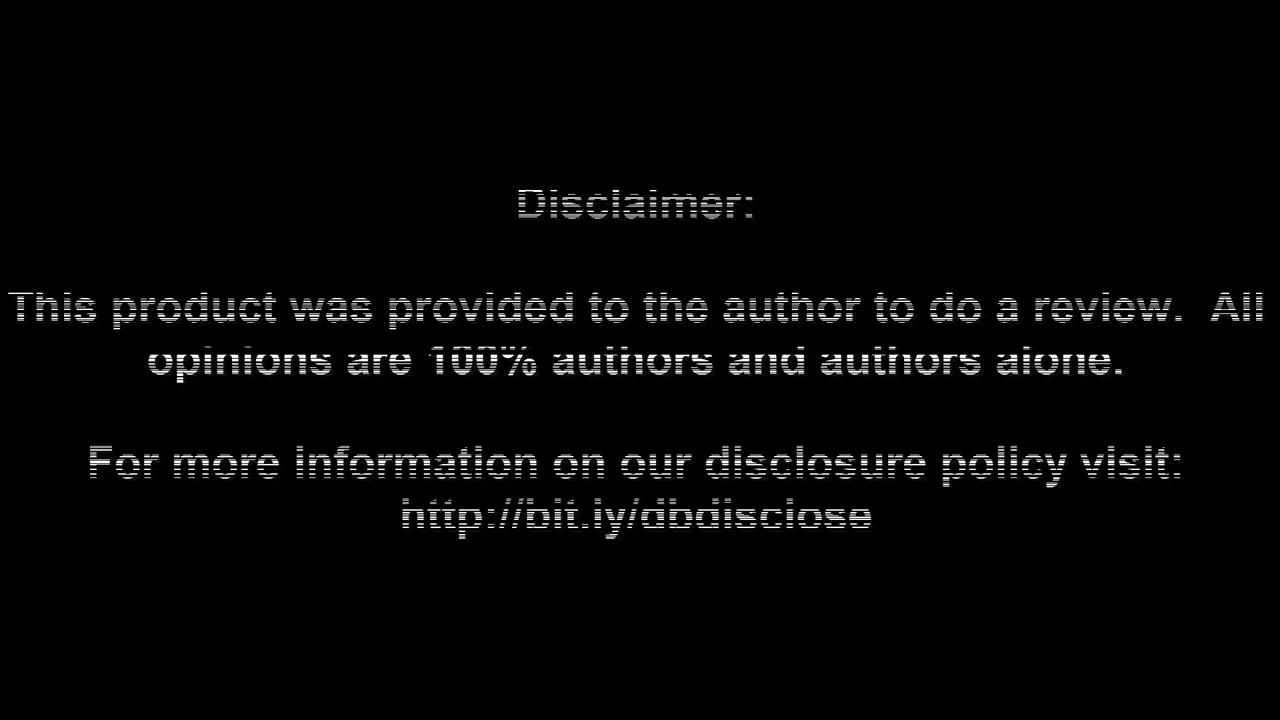 Disclaimer:
This product was provided to the author to do a review.  All
opinions are 100% authors and authors alone.
For more information on our disclosure policy visit:
http://bit.ly/dbdisclose